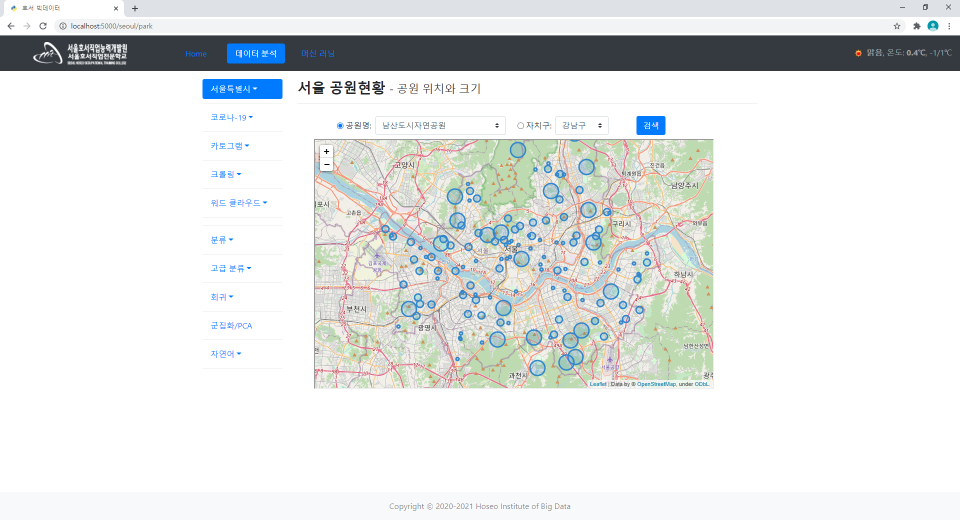 호서 빅데이터
localhost:5000/seoul/park
서울호서직업능력개발원
서울호서직업전문학교
SEOUL HOSEO OCCUPATIONAL TRAINING COLLEGE
Home
데이터 분석
머신 러닝
맑음, 온도: 0.4℃, -1/1℃
서울특별시
코로나-19
카토그램
크롤링
워드 클라우드
분류
고급 분류
회귀
군집화/PCA
자연어
서울 공원현황 - 공원 위치와 크기
공원명: 남산도시자연공원 자치구: 강남구 검색
+
−
고양시
남양주시
고촌읍
구리시
서울
하남시
부천시
광명시
과천시
Leaflet | Data by © OpenStreetMap, under ODbL.
Copyright © 2020-2021 Hoseo Institute of Big Data